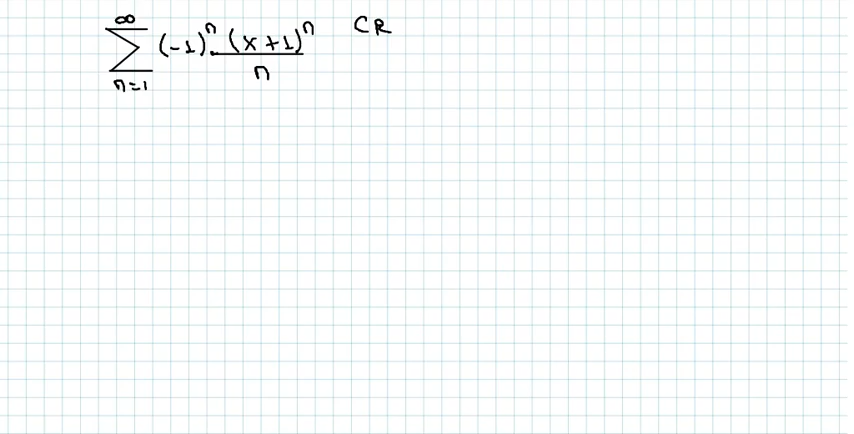 ∞
∑ (-1)ⁿ · (x+1)ⁿ / n   CR
n=1